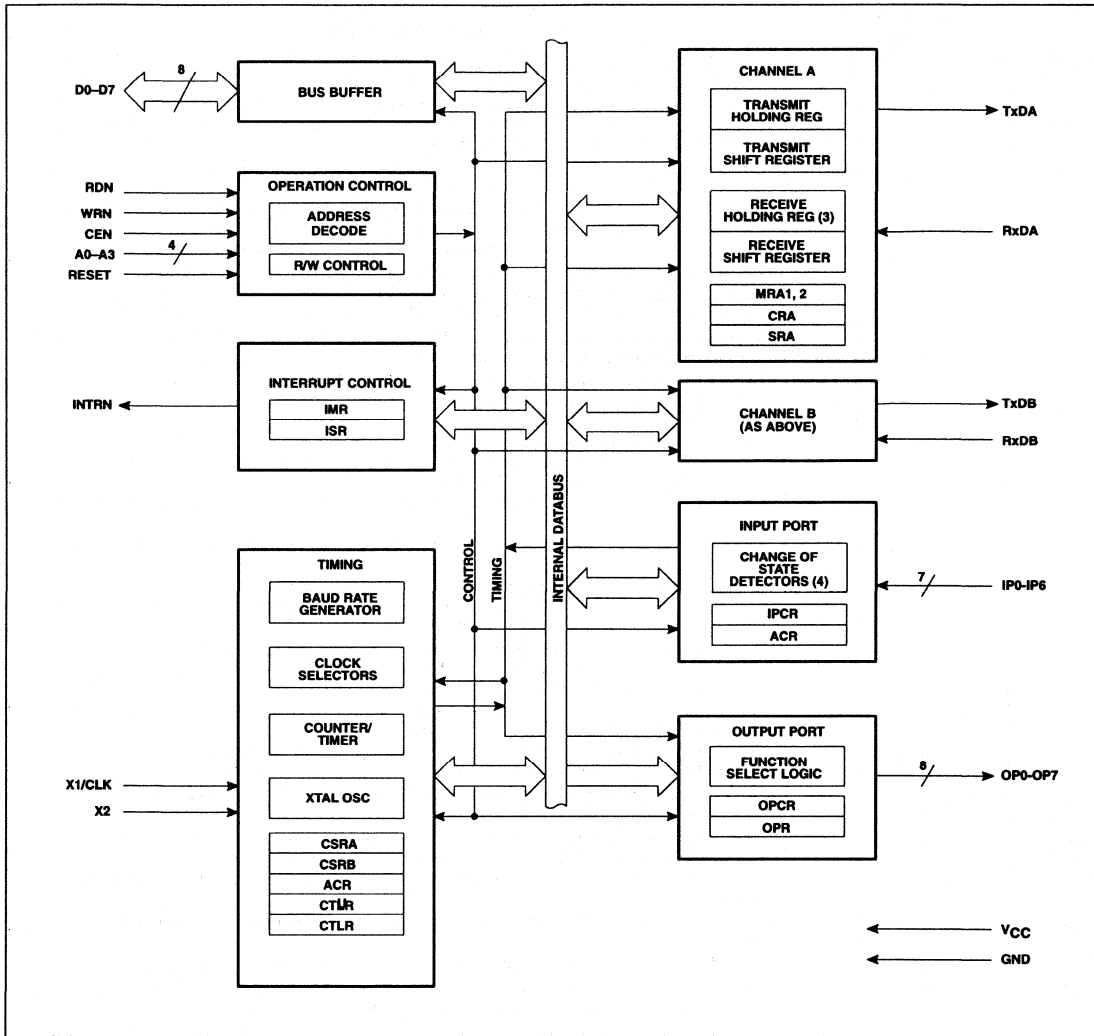 D0–D7
8
BUS BUFFER
RDN
WRN
CEN
A0–A3
4
RESET
OPERATION CONTROL
ADDRESS
DECODE
R/W CONTROL
INTRN
INTERRUPT CONTROL
IMR
ISR
TIMING
BAUD RATE
GENERATOR
CLOCK
SELECTORS
COUNTER/
TIMER
X1/CLK
X2
XTAL OSC
CSRA
CSRB
ACR
CTLR
CONTROL
TIMING
INTERNAL DATABUS
CHANNEL A
TRANSMIT
HOLDING REG
TRANSMIT
SHIFT REGISTER
RECEIVE
HOLDING REG (3)
RECEIVE
SHIFT REGISTER
MRA1, 2
CRA
SRA
TxDA
RxDA
CHANNEL B
(AS ABOVE)
TxDB
RxDB
INPUT PORT
CHANGE OF
STATE
DETECTORS (4)
IPCR
ACR
7
IP0-IP6
OUTPUT PORT
FUNCTION
SELECT LOGIC
OPCR
OPR
8
OP0-OP7
VCC
GND